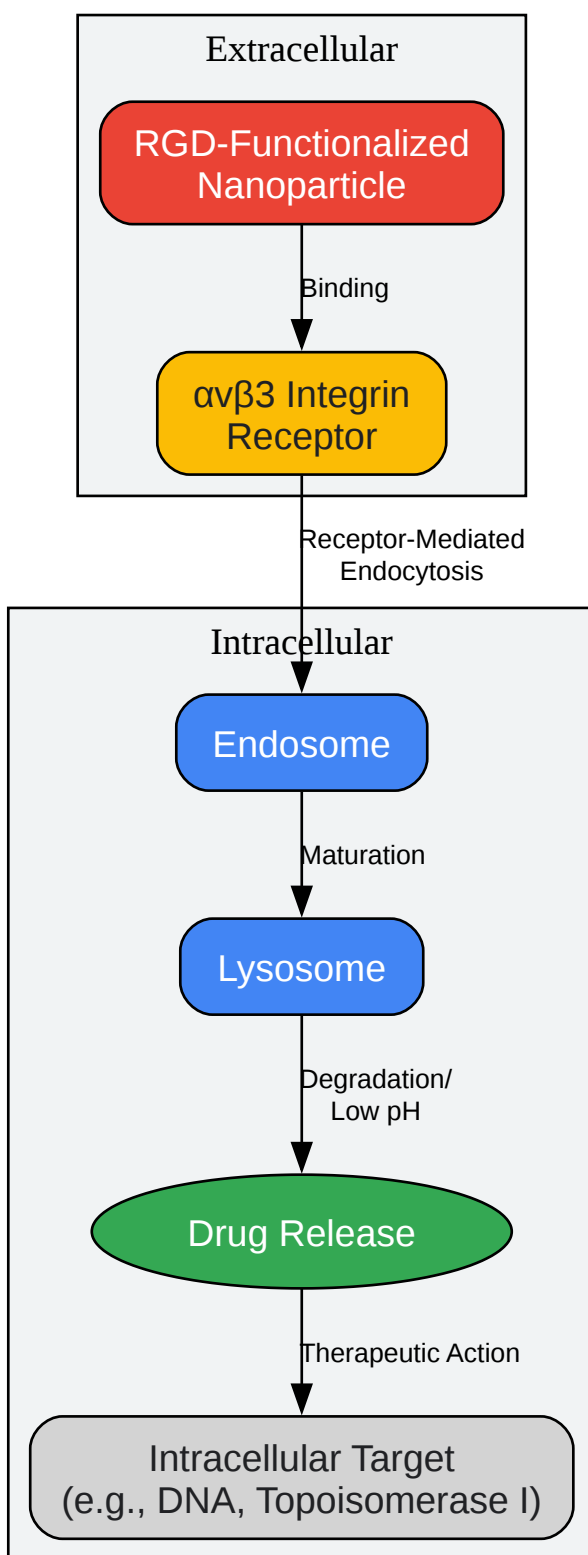 Extracellular
RGD-Functionalized
Nanoparticle
Binding
αvβ3 Integrin
Receptor
Receptor-Mediated
Endocytosis
Intracellular
Endosome
Maturation
Lysosome
Degradation/
Low pH
Drug Release
Therapeutic Action
Intracellular Target
(e.g., DNA, Topoisomerase I)